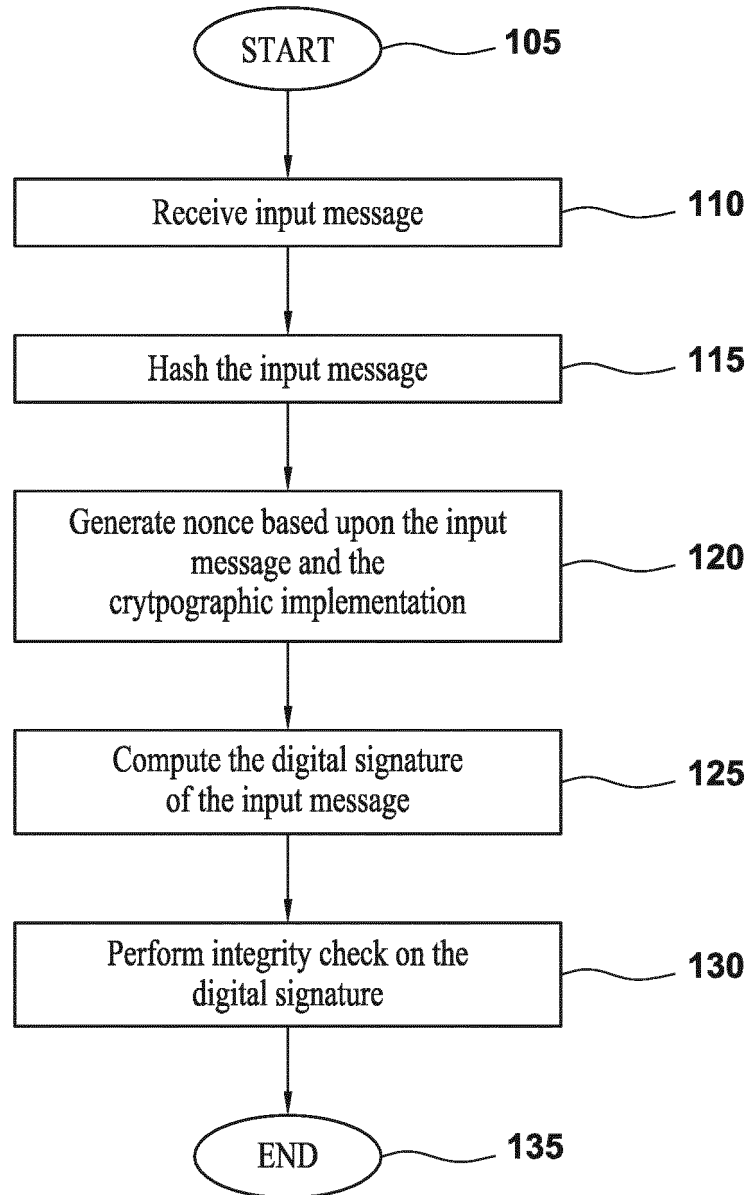 START
105
Receive input message
110
Hash the input message
115
Generate nonce based upon the input
message and the
crytpographic implementation
120
Compute the digital signature
of the input message
125
Perform integrity check on the
digital signature
130
END
135